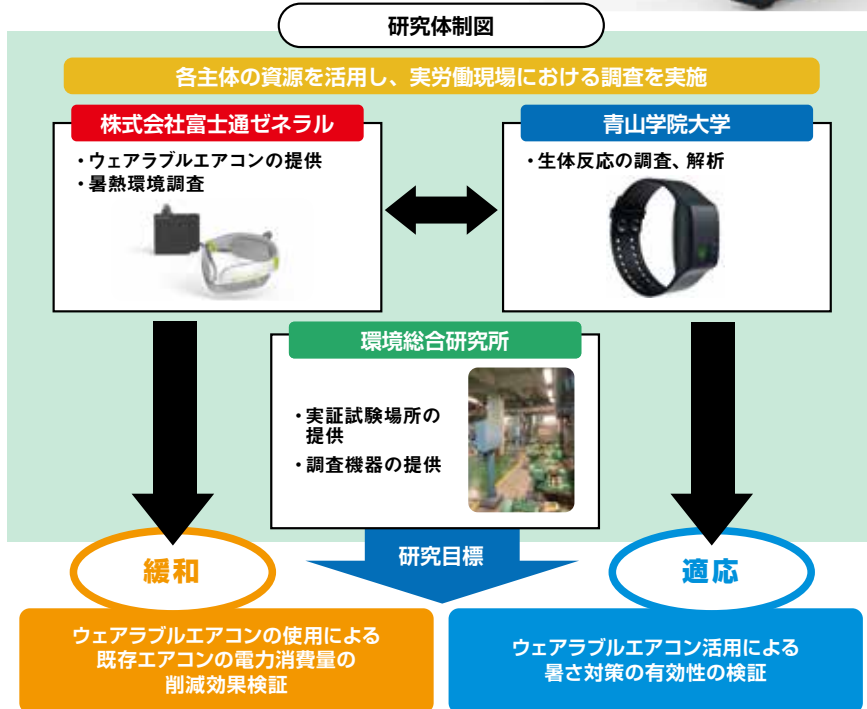 研究体制図
各主体の資源を活用し、実労働現場における調査を実施
株式会社富士通ゼネラル
・ウェアラブルエアコンの提供
・暑熱環境調査
青山学院大学
・生体反応の調査、解析
環境総合研究所
・実証試験場所の
提供
・調査機器の提供
研究目標
緩和
ウェアラブルエアコンの使用による
既存エアコンの電力消費量の
削減効果検証
適応
ウェアラブルエアコン活用による
暑さ対策の有効性の検証